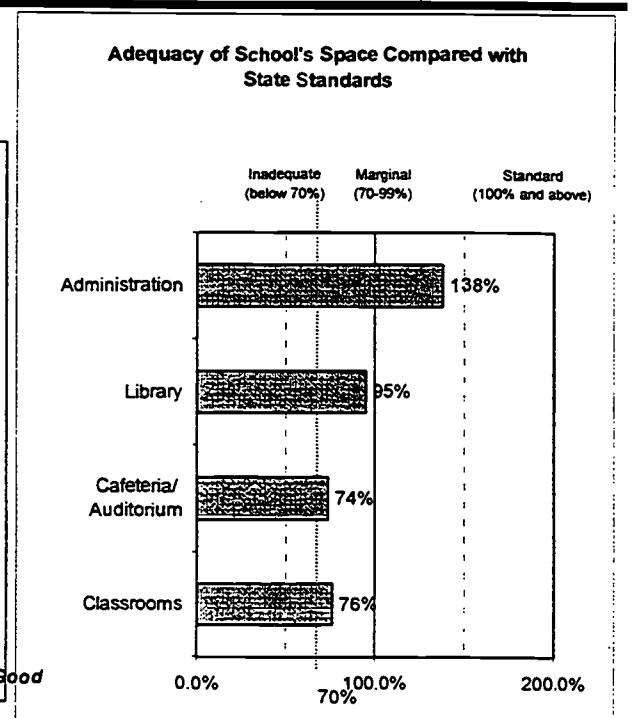 Adequacy of School's Space Compared with
State Standards
Inadequate
(below 70%)
Marginal
(70-99%)
Standard
(100% and above)
Administration
138%
Library
95%
Cafeteria/
Auditorium
74%
Classrooms
76%
Good
0.0%
100.0%
200.0%
70%